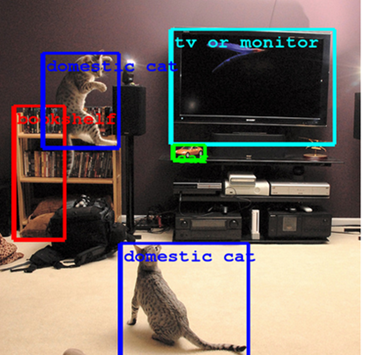 tv or monitor
domestic cat
bookshelf
domestic cat